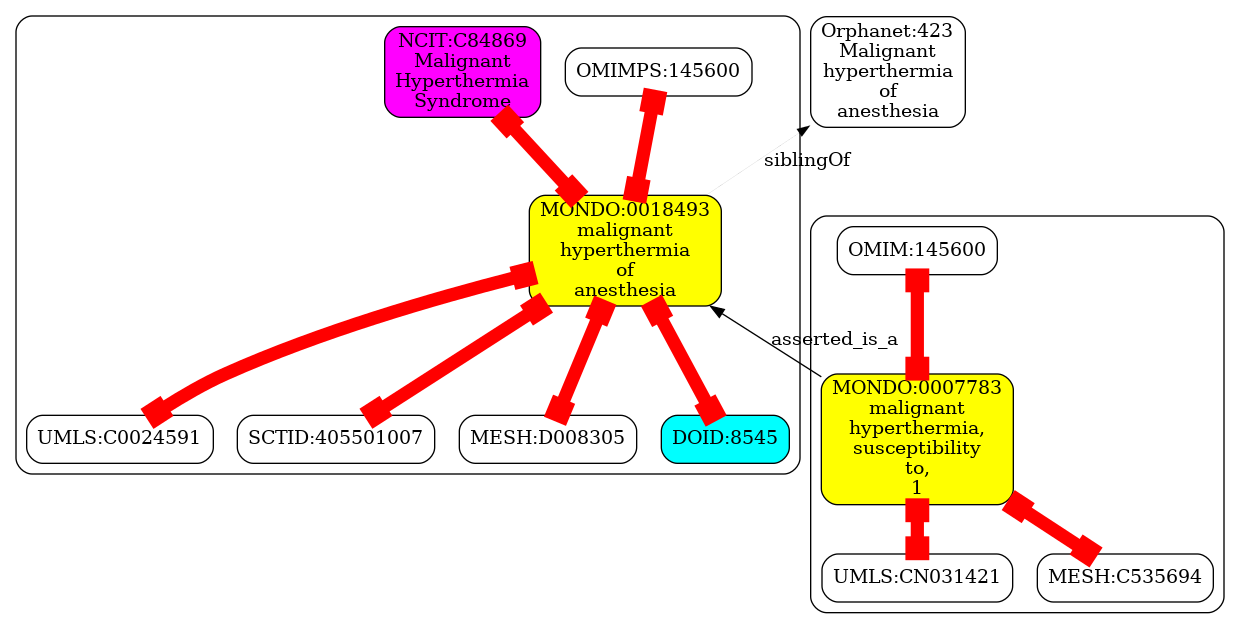 NCIT:C84869
Malignant
Hyperthermia
Syndrome
OMIMPS:145600
Orphanet:423
Malignant
hyperthermia
of
anesthesia
siblingOf
MONDO:0018493
malignant
hyperthermia
of
anesthesia
OMIM:145600
asserted_is_a
MONDO:0007783
malignant
hyperthermia,
susceptibility
to,
1
UMLS:C0024591
SCTID:405501007
MESH:D008305
DOID:8545
UMLS:CN031421
MESH:C535694